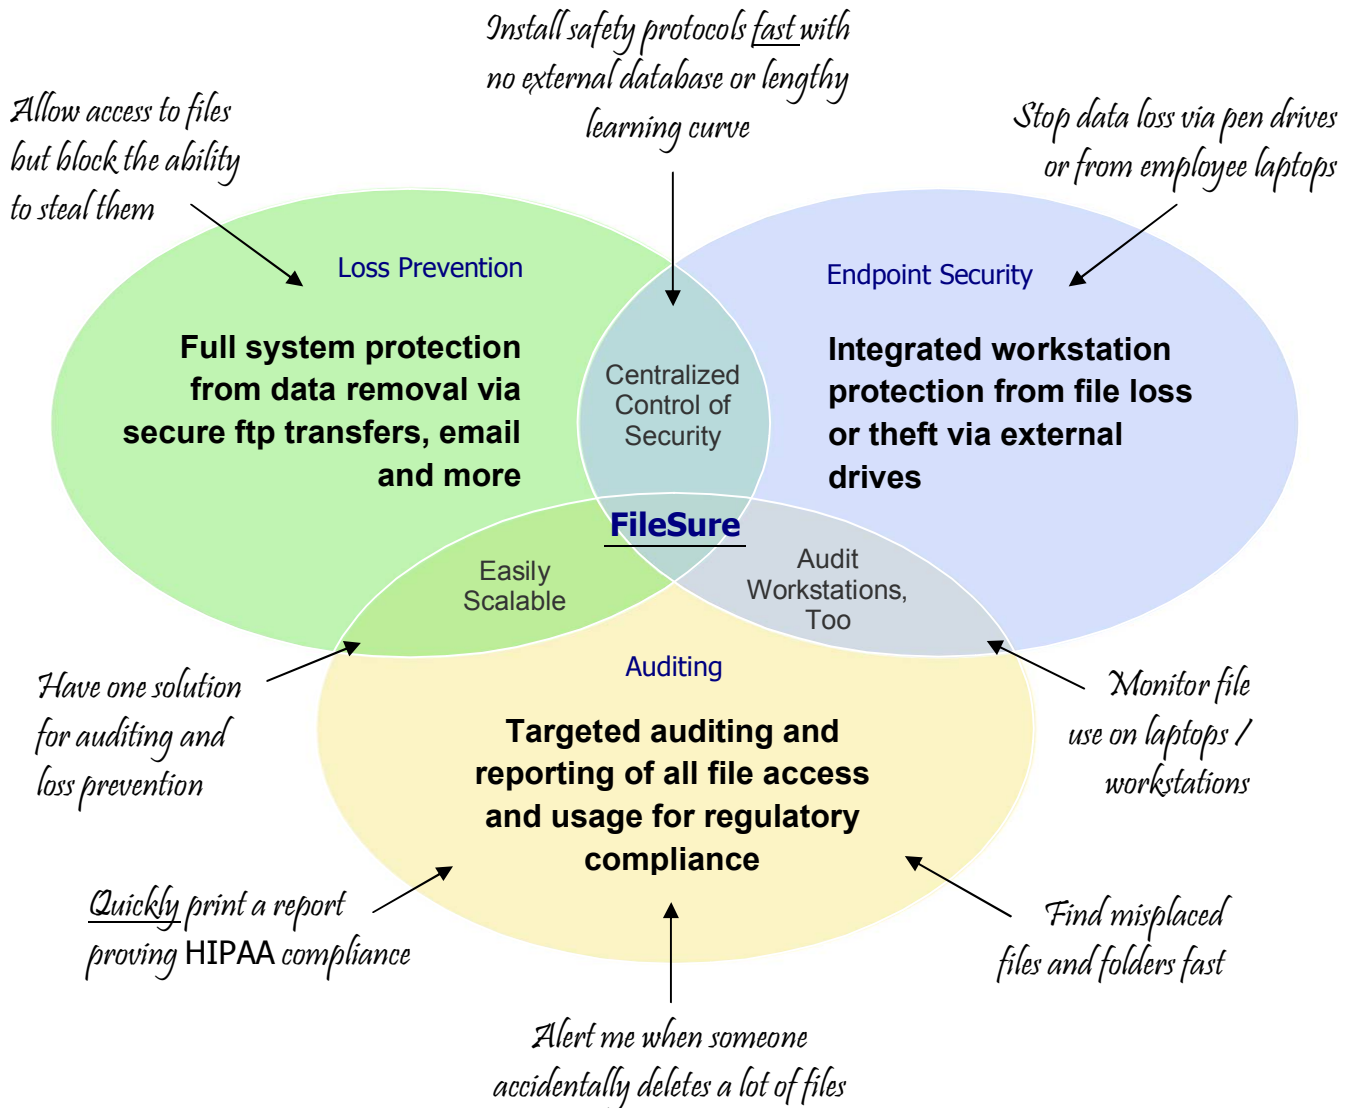 Install safety protocols fast with
no external database or lengthy
learning curve
Allow access to files
but block the ability
to steal them
Stop data loss via pen drives
or from employee laptops
Loss Prevention
Full system protection
from data removal via
secure ftp transfers, email
and more
Centralized
Control of
Security
Endpoint Security
Integrated workstation
protection from file loss
or theft via external
drives
FileSure
Easily
Scalable
Audit
Workstations,
Too
Have one solution
for auditing and
loss prevention
Auditing
Targeted auditing and
reporting of all file access
and usage for regulatory
compliance
Monitor file
use on laptops /
workstations
Quickly print a report
proving HIPAA compliance
Find misplaced
files and folders fast
Alert me when someone
accidentally deletes a lot of files